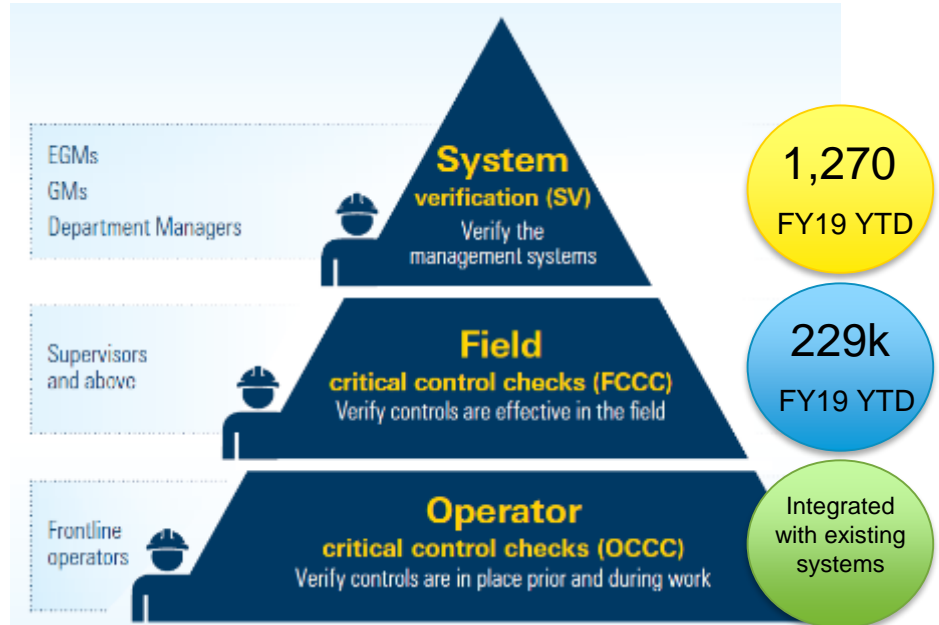 EGMs
GMs
Department Managers
System
verification (SV)
Verify the
management systems
1,270
FY19 YTD
Supervisors
and above
Field
critical control checks (FCCC)
Verify controls are effective in the field
229k
FY19 YTD
Frontline
operators
Operator
critical control checks (OCCC)
Verify controls are in place prior and during work
Integrated
with existing
systems